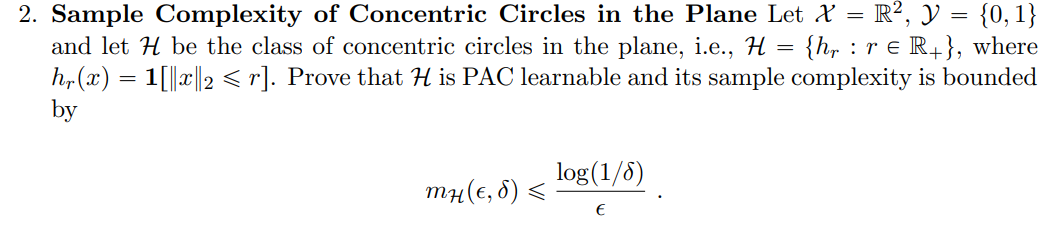 2. Sample Complexity of Concentric Circles in the Plane Let 𝒳 = ℝ², 𝒴 = {0, 1}
and let ℋ be the class of concentric circles in the plane, i.e., ℋ = {hᵣ : r ∈ ℝ₊}, where
hᵣ(x) = 𝟏[‖x‖₂ ⩽ r]. Prove that ℋ is PAC learnable and its sample complexity is bounded
by
m_ℋ(ϵ, δ) ⩽ log(1/δ) / ϵ .